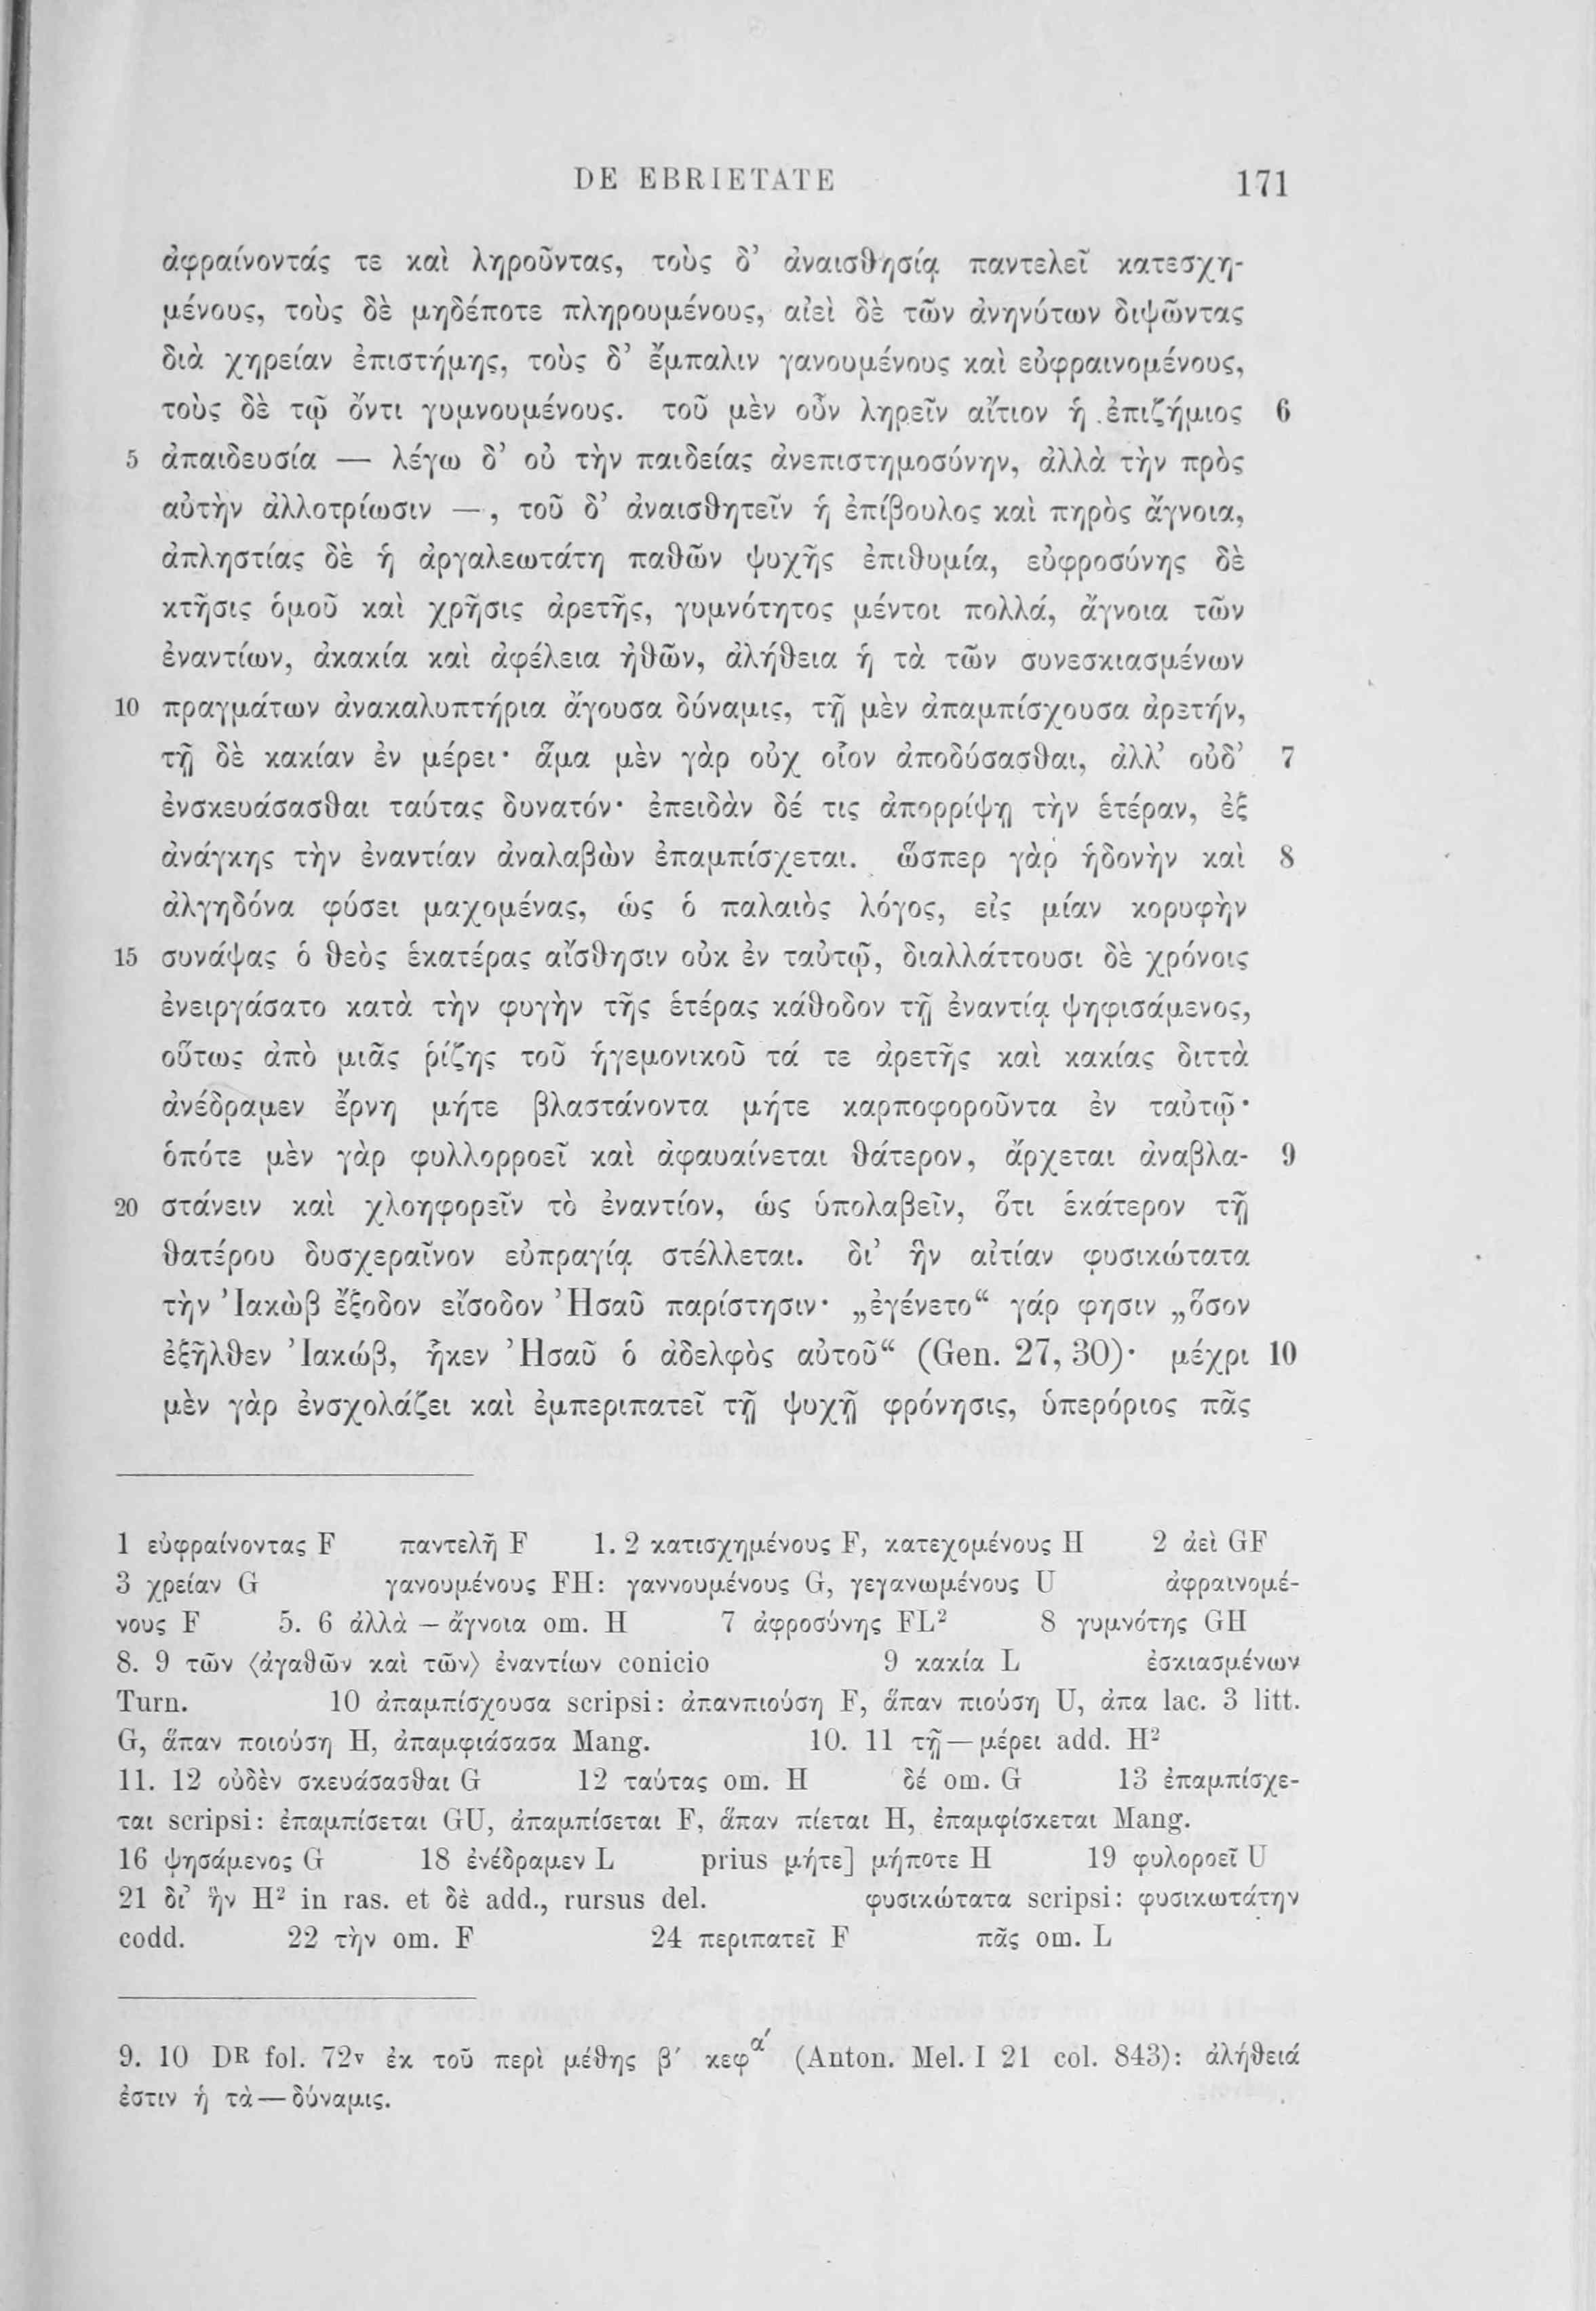 DE EBRIETATE 171
ἀφραίνοντάς τε καὶ ληροῦντας, τοὺς δ’ ἀναισθησίᾳ παντελεῖ κατεσχη-
μένους, τοὺς δὲ μηδέποτε πληρουμένους, αἰεὶ δὲ τῶν ἀνηνύτων διψῶντας
διὰ χηρείαν ἐπιστήμης, τοὺς δ’ ἔμπαλιν γανουμένους καὶ εὐφραινομένους,
τοὺς δὲ τῷ ὄντι γυμνουμένους. τοῦ μὲν οὖν ληρεῖν αἴτιον ἡ ἐπιζήμιος 6
5 ἀπαιδευσία — λέγω δ’ οὐ τὴν παιδείας ἀνεπιστημοσύνην, ἀλλὰ τὴν πρὸς
αὐτὴν ἀλλοτρίωσιν —, τοῦ δ’ ἀναισθητεῖν ἡ ἐπίβουλος καὶ πηρὸς ἄγνοια,
ἀπληστίας δὲ ἡ ἀργαλεωτάτη παθῶν ψυχῆς ἐπιθυμία, εὐφροσύνης δὲ
κτῆσις ὁμοῦ καὶ χρῆσις ἀρετῆς, γυμνότητος μέντοι πολλά, ἄγνοια τῶν
ἐναντίων, ἀκακία καὶ ἀφέλεια ἠθῶν, ἀλήθεια ἡ τὰ τῶν συνεσκιασμένων
10 πραγμάτων ἀνακαλυπτήρια ἄγουσα δύναμις, τῇ μὲν ἀπαμπίσχουσα ἀρετήν,
τῇ δὲ κακίαν ἐν μέρει· ἅμα μὲν γὰρ οὐχ οἷον ἀποδύσασθαι, ἀλλ’ οὐδ’ 7
ἐνσκευάσασθαι ταύτας δυνατόν· ἐπειδὰν δέ τις ἀπορρίψῃ τὴν ἑτέραν, ἐξ
ἀνάγκης τὴν ἐναντίαν ἀναλαβὼν ἐπαμπίσχεται. ὥσπερ γὰρ ἡδονὴν καὶ 8
ἀλγηδόνα φύσει μαχομένας, ὡς ὁ παλαιὸς λόγος, εἰς μίαν κορυφὴν
15 συνάψας ὁ θεὸς ἑκατέρας αἴσθησιν οὐκ ἐν ταὐτῷ, διαλλάττουσι δὲ χρόνοις
ἐνειργάσατο κατὰ τὴν φυγὴν τῆς ἑτέρας κάθοδον τῇ ἐναντίᾳ ψηφισάμενος,
οὕτως ἀπὸ μιᾶς ῥίζης τοῦ ἡγεμονικοῦ τά τε ἀρετῆς καὶ κακίας διττὰ
ἀνέδραμεν ἔρνη μήτε βλαστάνοντα μήτε καρποφοροῦντα ἐν ταὐτῷ·
ὁπότε μὲν γὰρ φυλλορροεῖ καὶ ἀφαυαίνεται θάτερον, ἄρχεται ἀναβλα- 9
20 στάνειν καὶ χλοηφορεῖν τὸ ἐναντίον, ὡς ὑπολαβεῖν, ὅτι ἑκάτερον τῇ
θατέρου δυσχεραῖνον εὐπραγίᾳ στέλλεται. δι’ ἣν αἰτίαν φυσικώτατα
τὴν Ἰακὼβ ἔξοδον εἴσοδον Ἠσαῦ παρίστησιν· „ἐγένετο“ γάρ φησιν „ὅσον
ἐξῆλθεν Ἰακώβ, ἧκεν Ἠσαῦ ὁ ἀδελφὸς αὐτοῦ“ (Gen. 27, 30)· μέχρι 10
μὲν γὰρ ἐνσχολάζει καὶ ἐμπεριπατεῖ τῇ ψυχῇ φρόνησις, ὑπερόριος πᾶς
1 εὐφραίνοντας F παντελῆ F 1. 2 κατισχημένους F, κατεχομένους H 2 ἀεὶ GF
3 χρείαν G γανουμένους FH: γαννουμένους G, γεγανωμένους U ἀφραινομέ-
νους F 5. 6 ἀλλὰ — ἄγνοια om. H 7 ἀφροσύνης FL² 8 γυμνότης GH
8. 9 τῶν ⟨ἀγαθῶν καὶ τῶν⟩ ἐναντίων conicio 9 κακία L ἐσκιασμένων
Turn. 10 ἀπαμπίσχουσα scripsi: ἀπανπιούση F, ἅπαν πιούση U, ἀπα lac. 3 litt.
G, ἅπαν ποιούση H, ἀπαμφιάσασα Mang. 10. 11 τῇ — μέρει add. H²
11. 12 οὐδὲν σκευάσασθαι G 12 ταύτας om. H δέ om. G 13 ἐπαμπίσχε-
ται scripsi: ἐπαμπίσεται GU, ἀπαμπίσεται F, ἅπαν πίεται H, ἐπαμφίσκεται Mang.
16 ψησάμενος G 18 ἐνέδραμεν L prius μήτε] μήποτε H 19 φυλοροεῖ U
21 δι’ ἣν H² in ras. et δὲ add., rursus del. φυσικώτατα scripsi: φυσικωτάτην
codd. 22 τὴν om. F 24 περιπατεῖ F πᾶς om. L
9. 10 DR fol. 72v ἐκ τοῦ περὶ μέθης β′ κεφα′ (Anton. Mel. I 21 col. 843): ἀλήθειά
ἐστιν ἡ τὰ — δύναμις.